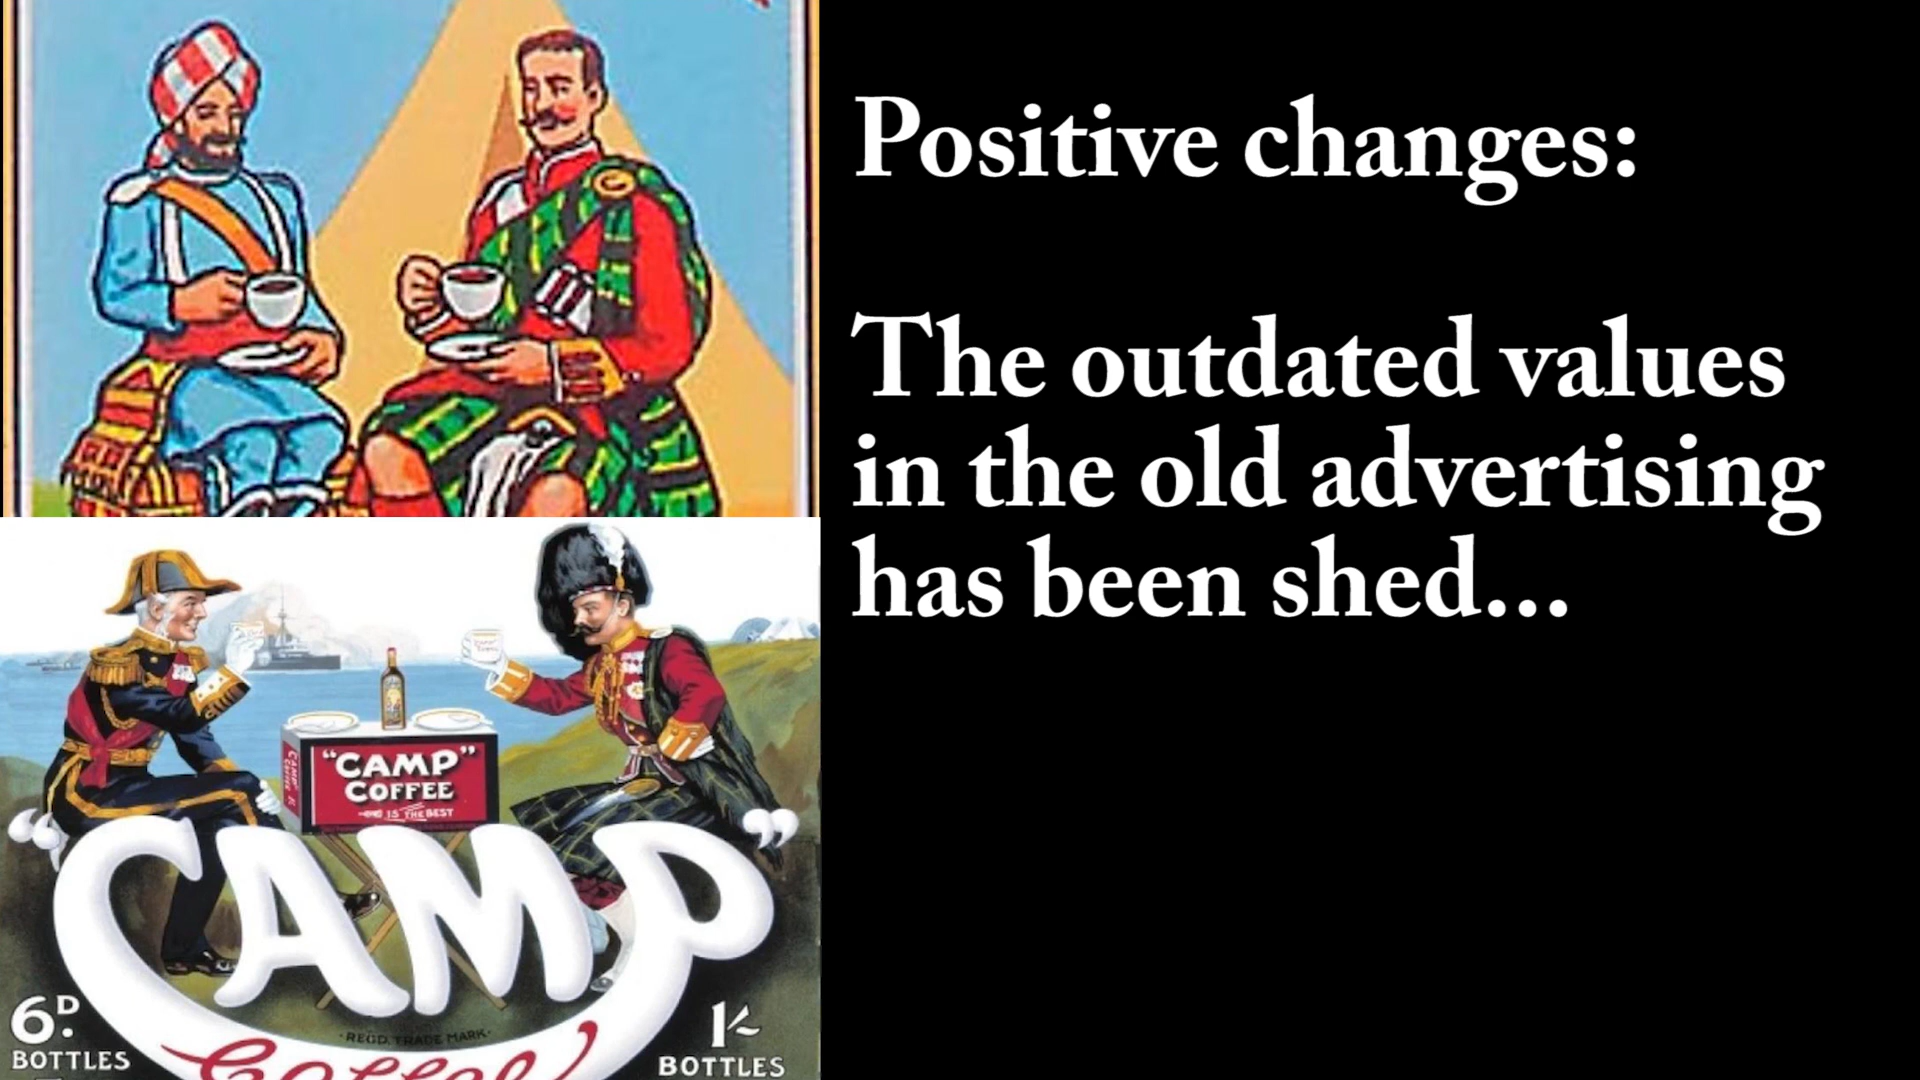 Positive changes:
The outdated values
in the old advertising
has been shed...
"CAMP"
COFFEE
IS THE BEST
"CAMP"
REGD. TRADE MARK
Coffee
6D.
BOTTLES
1/-
BOTTLES